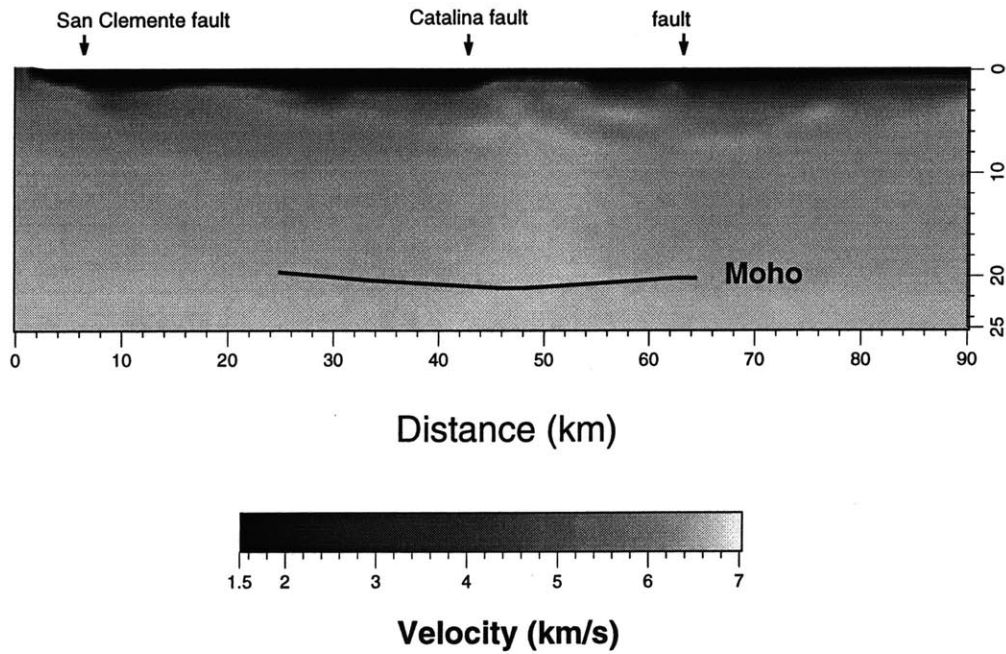 San Clemente fault Catalina fault fault
0
10
20
25
Moho
0 10 20 30 40 50 60 70 80 90
Distance (km)
1.5 2 3 4 5 6 7
Velocity (km/s)